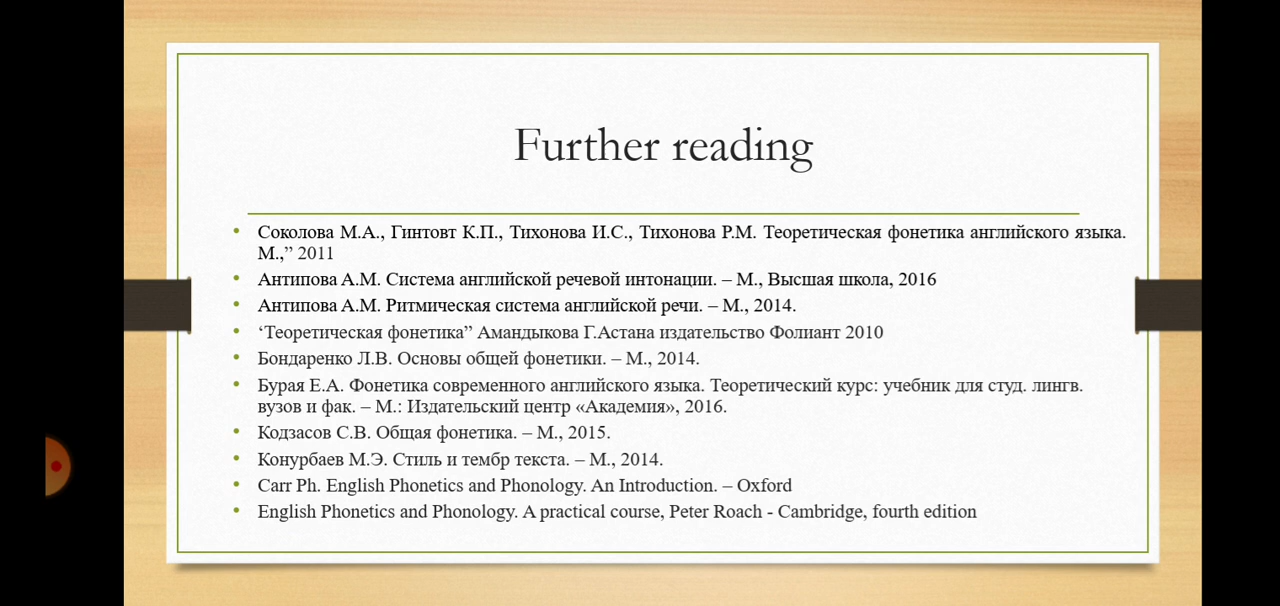 Further reading
Соколова М.А., Гинтовт К.П., Тихонова И.С., Тихонова Р.М. Теоретическая фонетика английского языка.
М.,” 2011
Антипова А.М. Система английской речевой интонации. – М., Высшая школа, 2016
Антипова А.М. Ритмическая система английской речи. – М., 2014.
‘Теоретическая фонетика” Амандыкова Г.Астана издательство Фолиант 2010
Бондаренко Л.В. Основы общей фонетики. – М., 2014.
Бурая Е.А. Фонетика современного английского языка. Теоретический курс: учебник для студ. лингв.
вузов и фак. – М.: Издательский центр «Академия», 2016.
Кодзасов С.В. Общая фонетика. – М., 2015.
Конурбаев М.Э. Стиль и тембр текста. – М., 2014.
Carr Ph. English Phonetics and Phonology. An Introduction. – Oxford
English Phonetics and Phonology. A practical course, Peter Roach - Cambridge, fourth edition